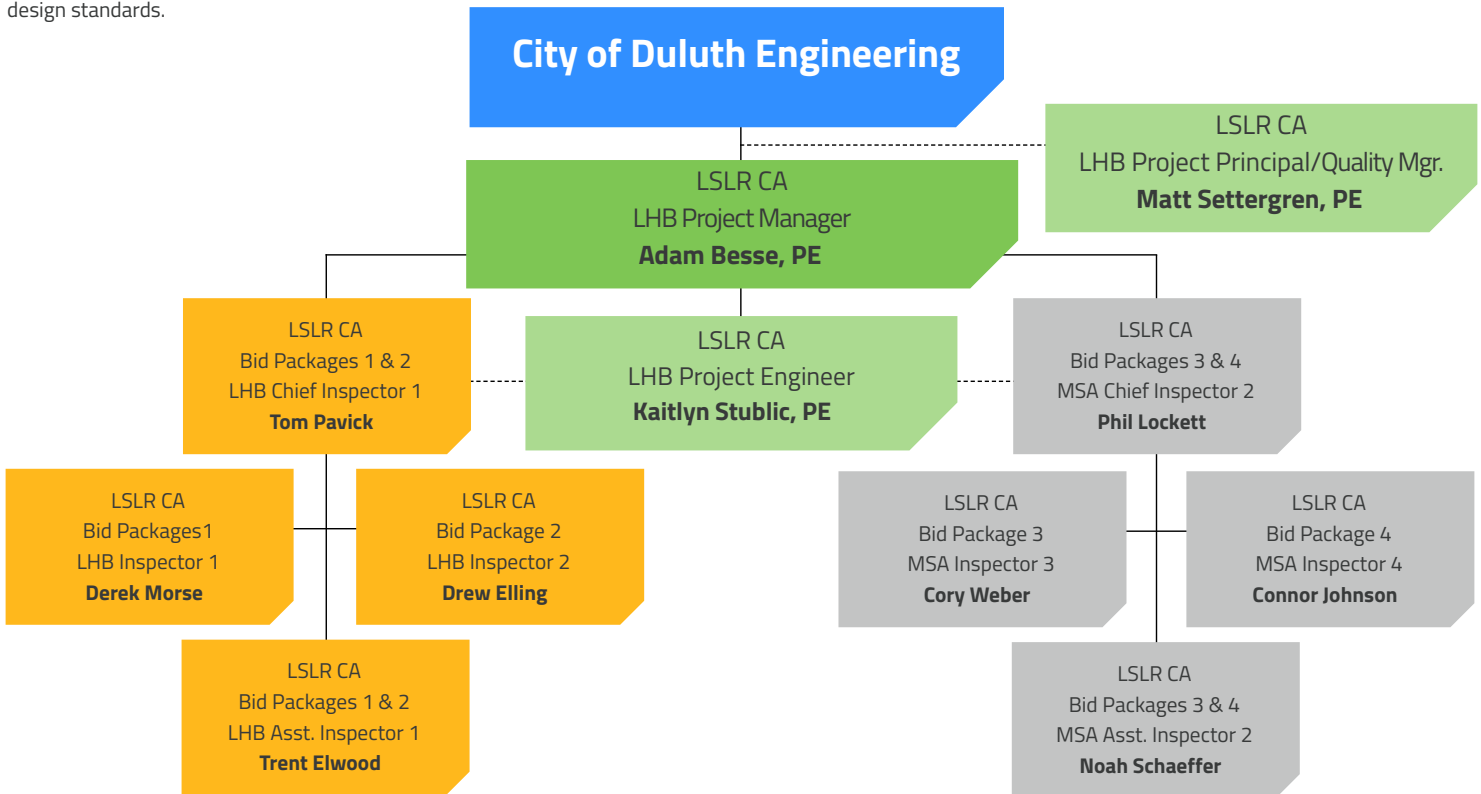 design standards.
City of Duluth Engineering
LSLR CA
LHB Project Principal/Quality Mgr.
Matt Settergren, PE
LSLR CA
LHB Project Manager
Adam Besse, PE
LSLR CA
Bid Packages 1 & 2
LHB Chief Inspector 1
Tom Pavick
LSLR CA
LHB Project Engineer
Kaitlyn Stublic, PE
LSLR CA
Bid Packages 3 & 4
MSA Chief Inspector 2
Phil Lockett
LSLR CA
Bid Packages1
LHB Inspector 1
Derek Morse
LSLR CA
Bid Package 2
LHB Inspector 2
Drew Elling
LSLR CA
Bid Package 3
MSA Inspector 3
Cory Weber
LSLR CA
Bid Package 4
MSA Inspector 4
Connor Johnson
LSLR CA
Bid Packages 1 & 2
LHB Asst. Inspector 1
Trent Elwood
LSLR CA
Bid Packages 3 & 4
MSA Asst. Inspector 2
Noah Schaeffer